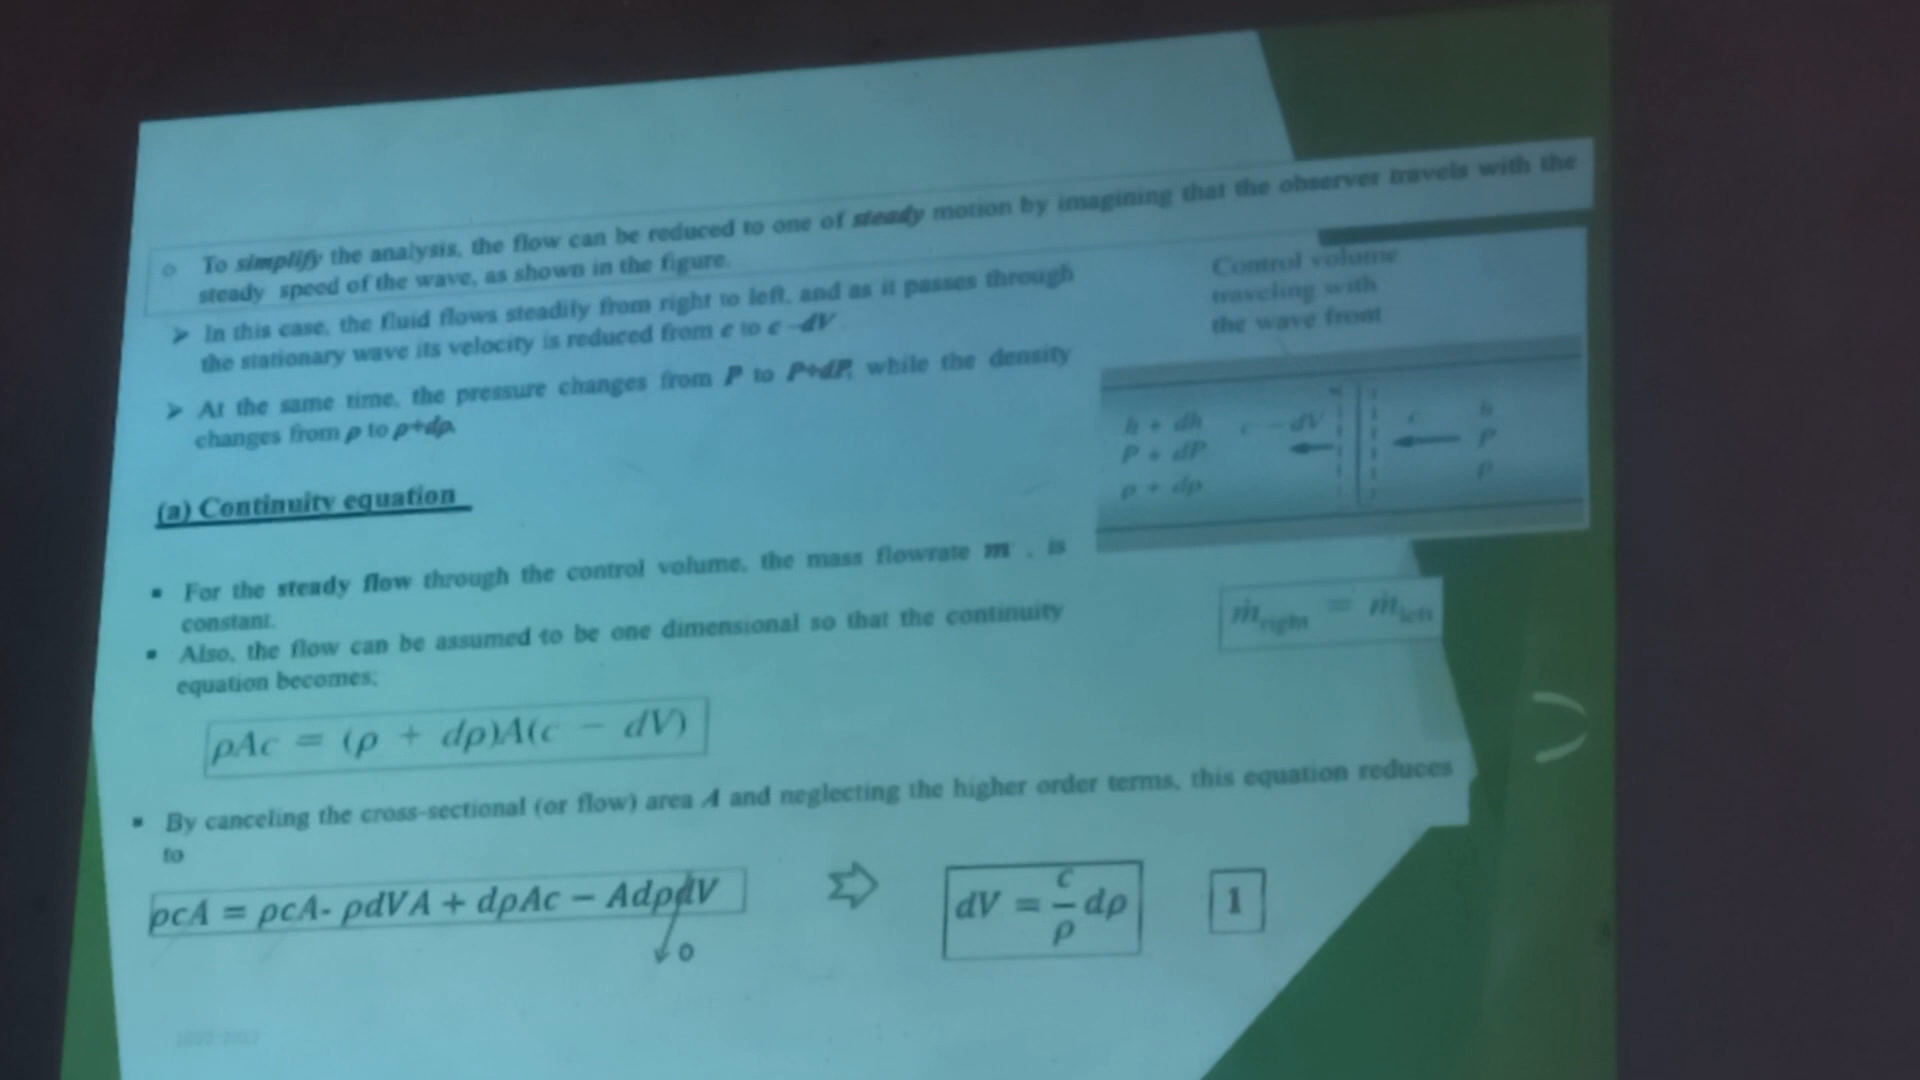 o To simplify the analysis, the flow can be reduced to one of steady motion by imagining that the observer travels with the
steady speed of the wave, as shown in the figure.
➤ In this case, the fluid flows steadily from right to left, and as it passes through
the stationary wave its velocity is reduced from c to c–dV
➤ At the same time, the pressure changes from P to P+dP, while the density
changes from ρ to ρ+dρ.
Control volume
traveling with
the wave front
h + dh c – dV c h
P + dP P
ρ + dρ ρ
(a) Continuity equation
▪ For the steady flow through the control volume, the mass flowrate m . is
constant.
▪ Also, the flow can be assumed to be one dimensional so that the continuity
equation becomes;
ṁright = ṁleft
ρAc = (ρ + dρ)A(c − dV)
▪ By canceling the cross-sectional (or flow) area A and neglecting the higher order terms, this equation reduces
to
ρcA = ρcA- ρdVA + dρAc − AdρdV
0
⇨ dV = c/ρ dρ
1